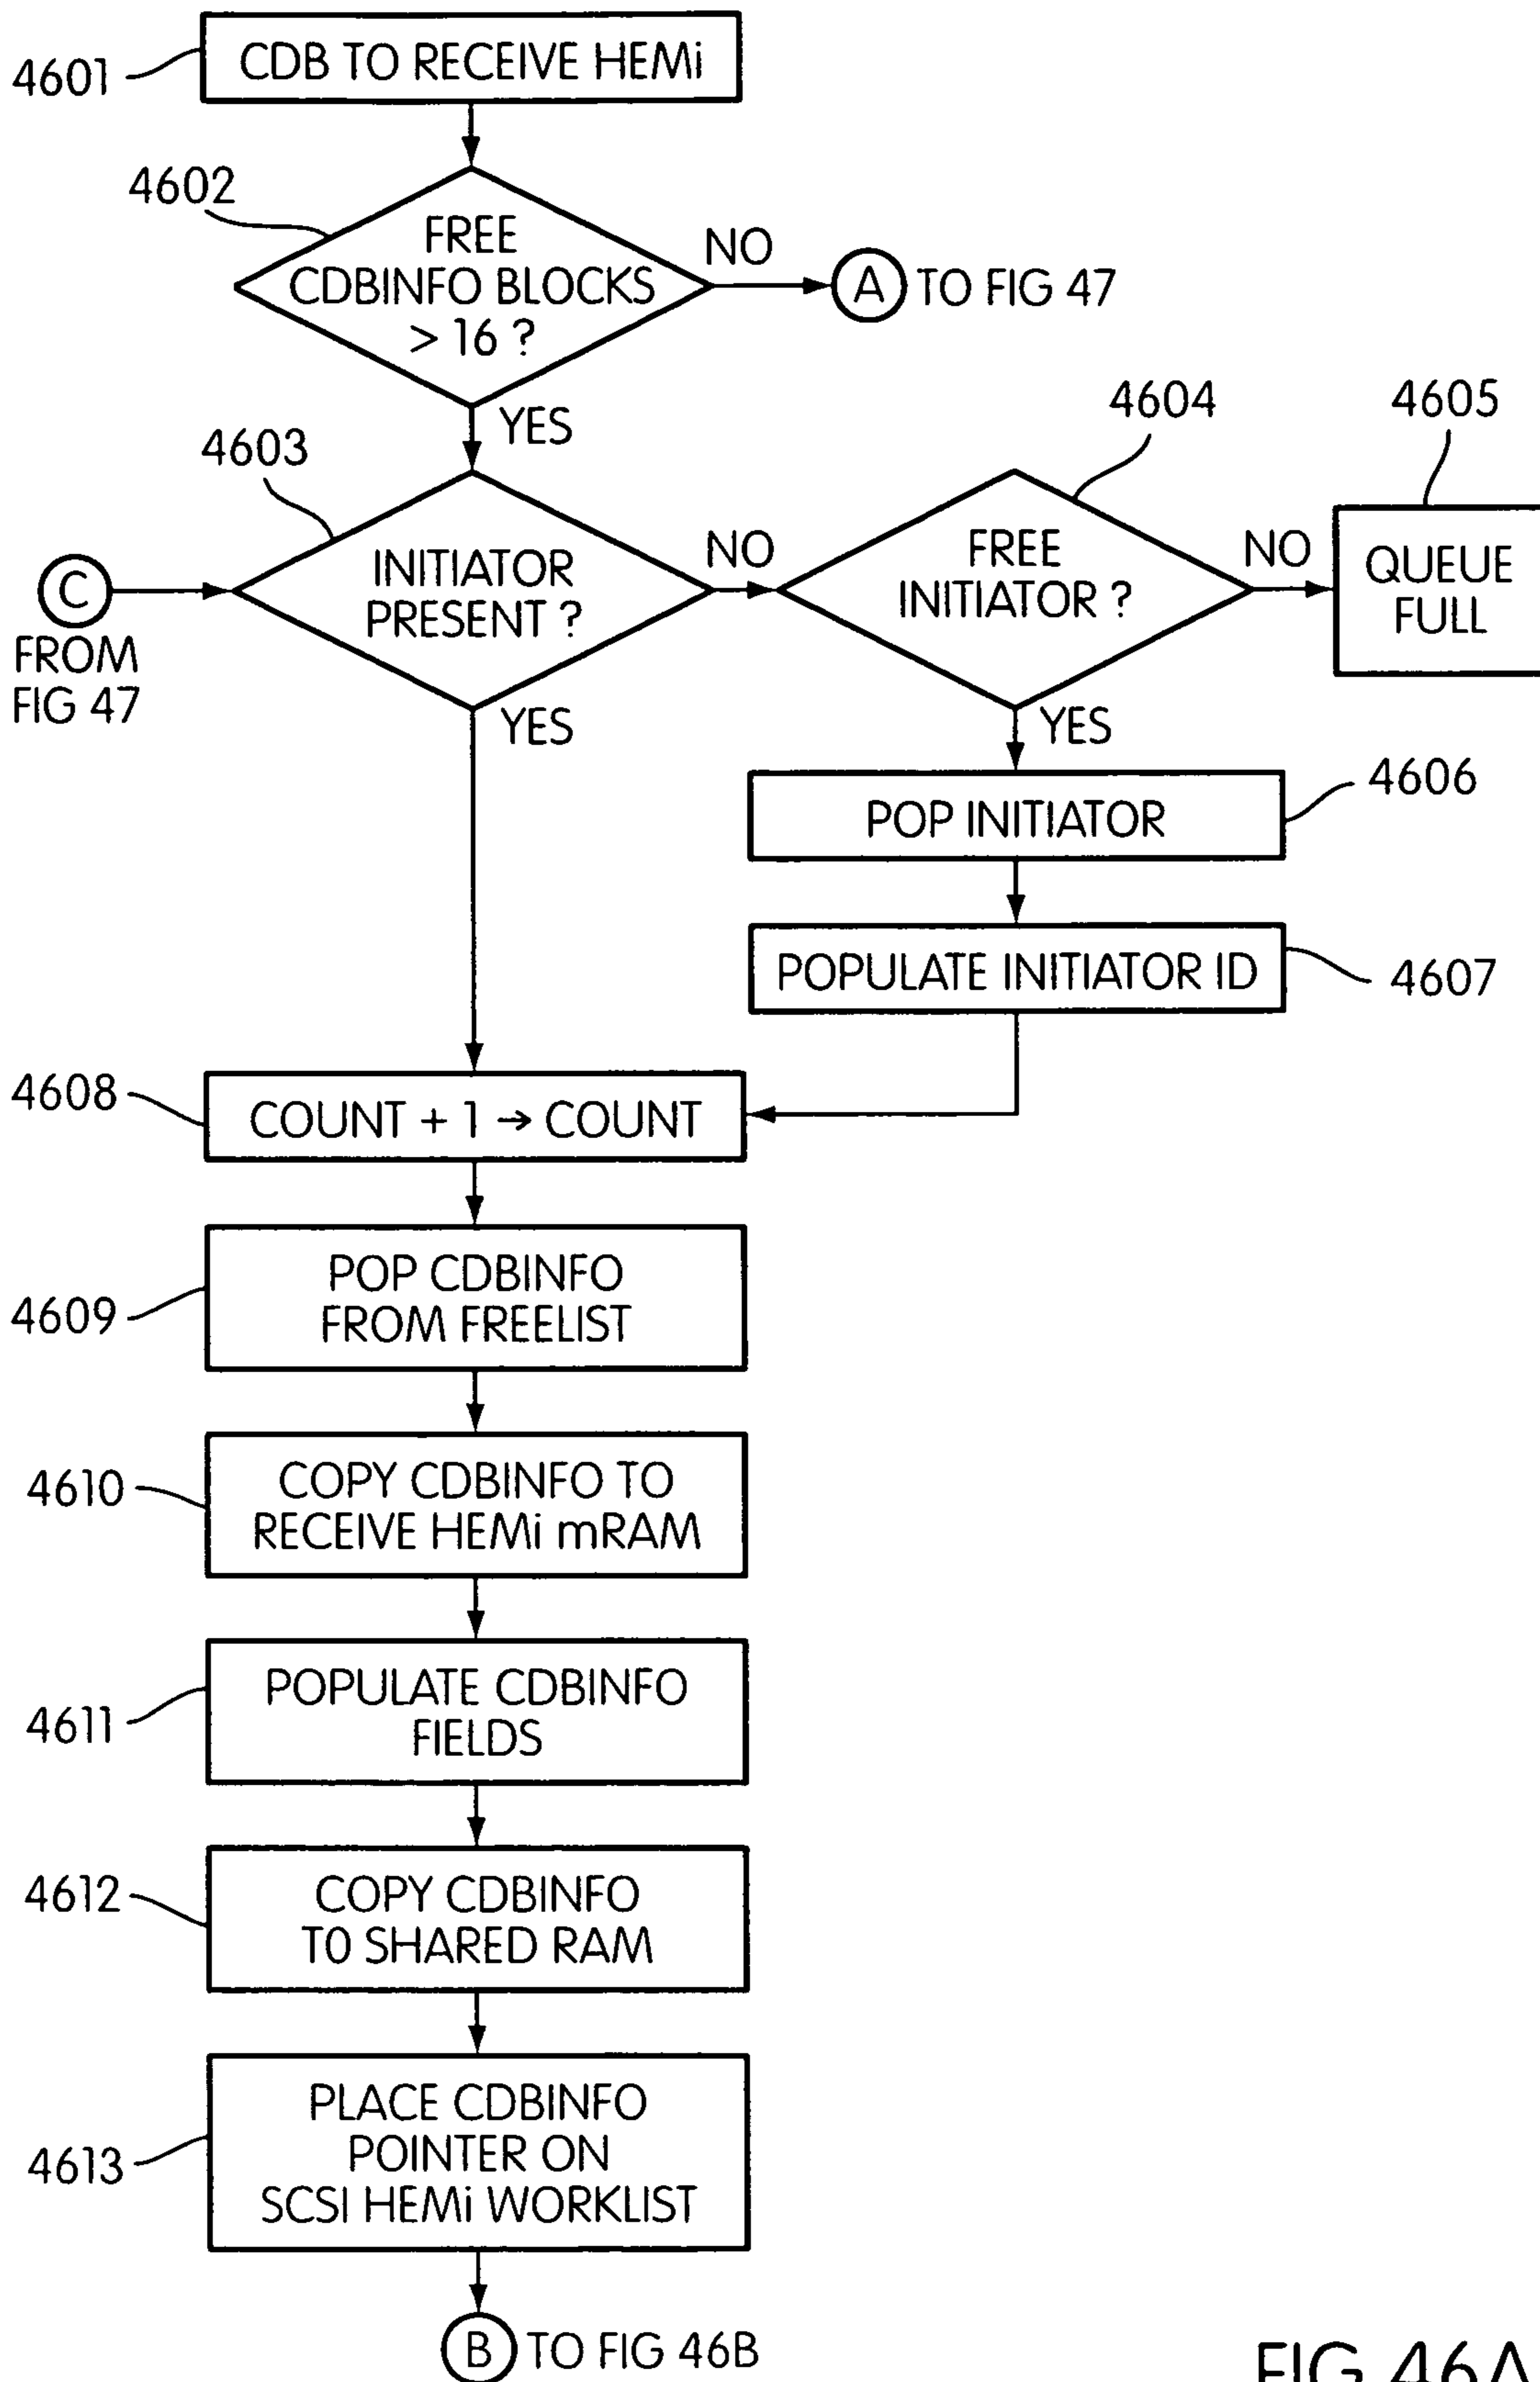 4601
CDB TO RECEIVE HEMi
4602
FREE
CDBINFO BLOCKS
> 16 ?
NO
A
TO FIG 47
YES
4603
4604
4605
C
FROM
FIG 47
INITIATOR
PRESENT ?
NO
FREE
INITIATOR ?
NO
QUEUE
FULL
YES
YES
POP INITIATOR
4606
POPULATE INITIATOR ID
4607
4608
COUNT + 1 → COUNT
4609
POP CDBINFO
FROM FREELIST
4610
COPY CDBINFO TO
RECEIVE HEMi mRAM
4611
POPULATE CDBINFO
FIELDS
4612
COPY CDBINFO
TO SHARED RAM
4613
PLACE CDBINFO
POINTER ON
SCSI HEMi WORKLIST
B
TO FIG 46B
FIG 46A